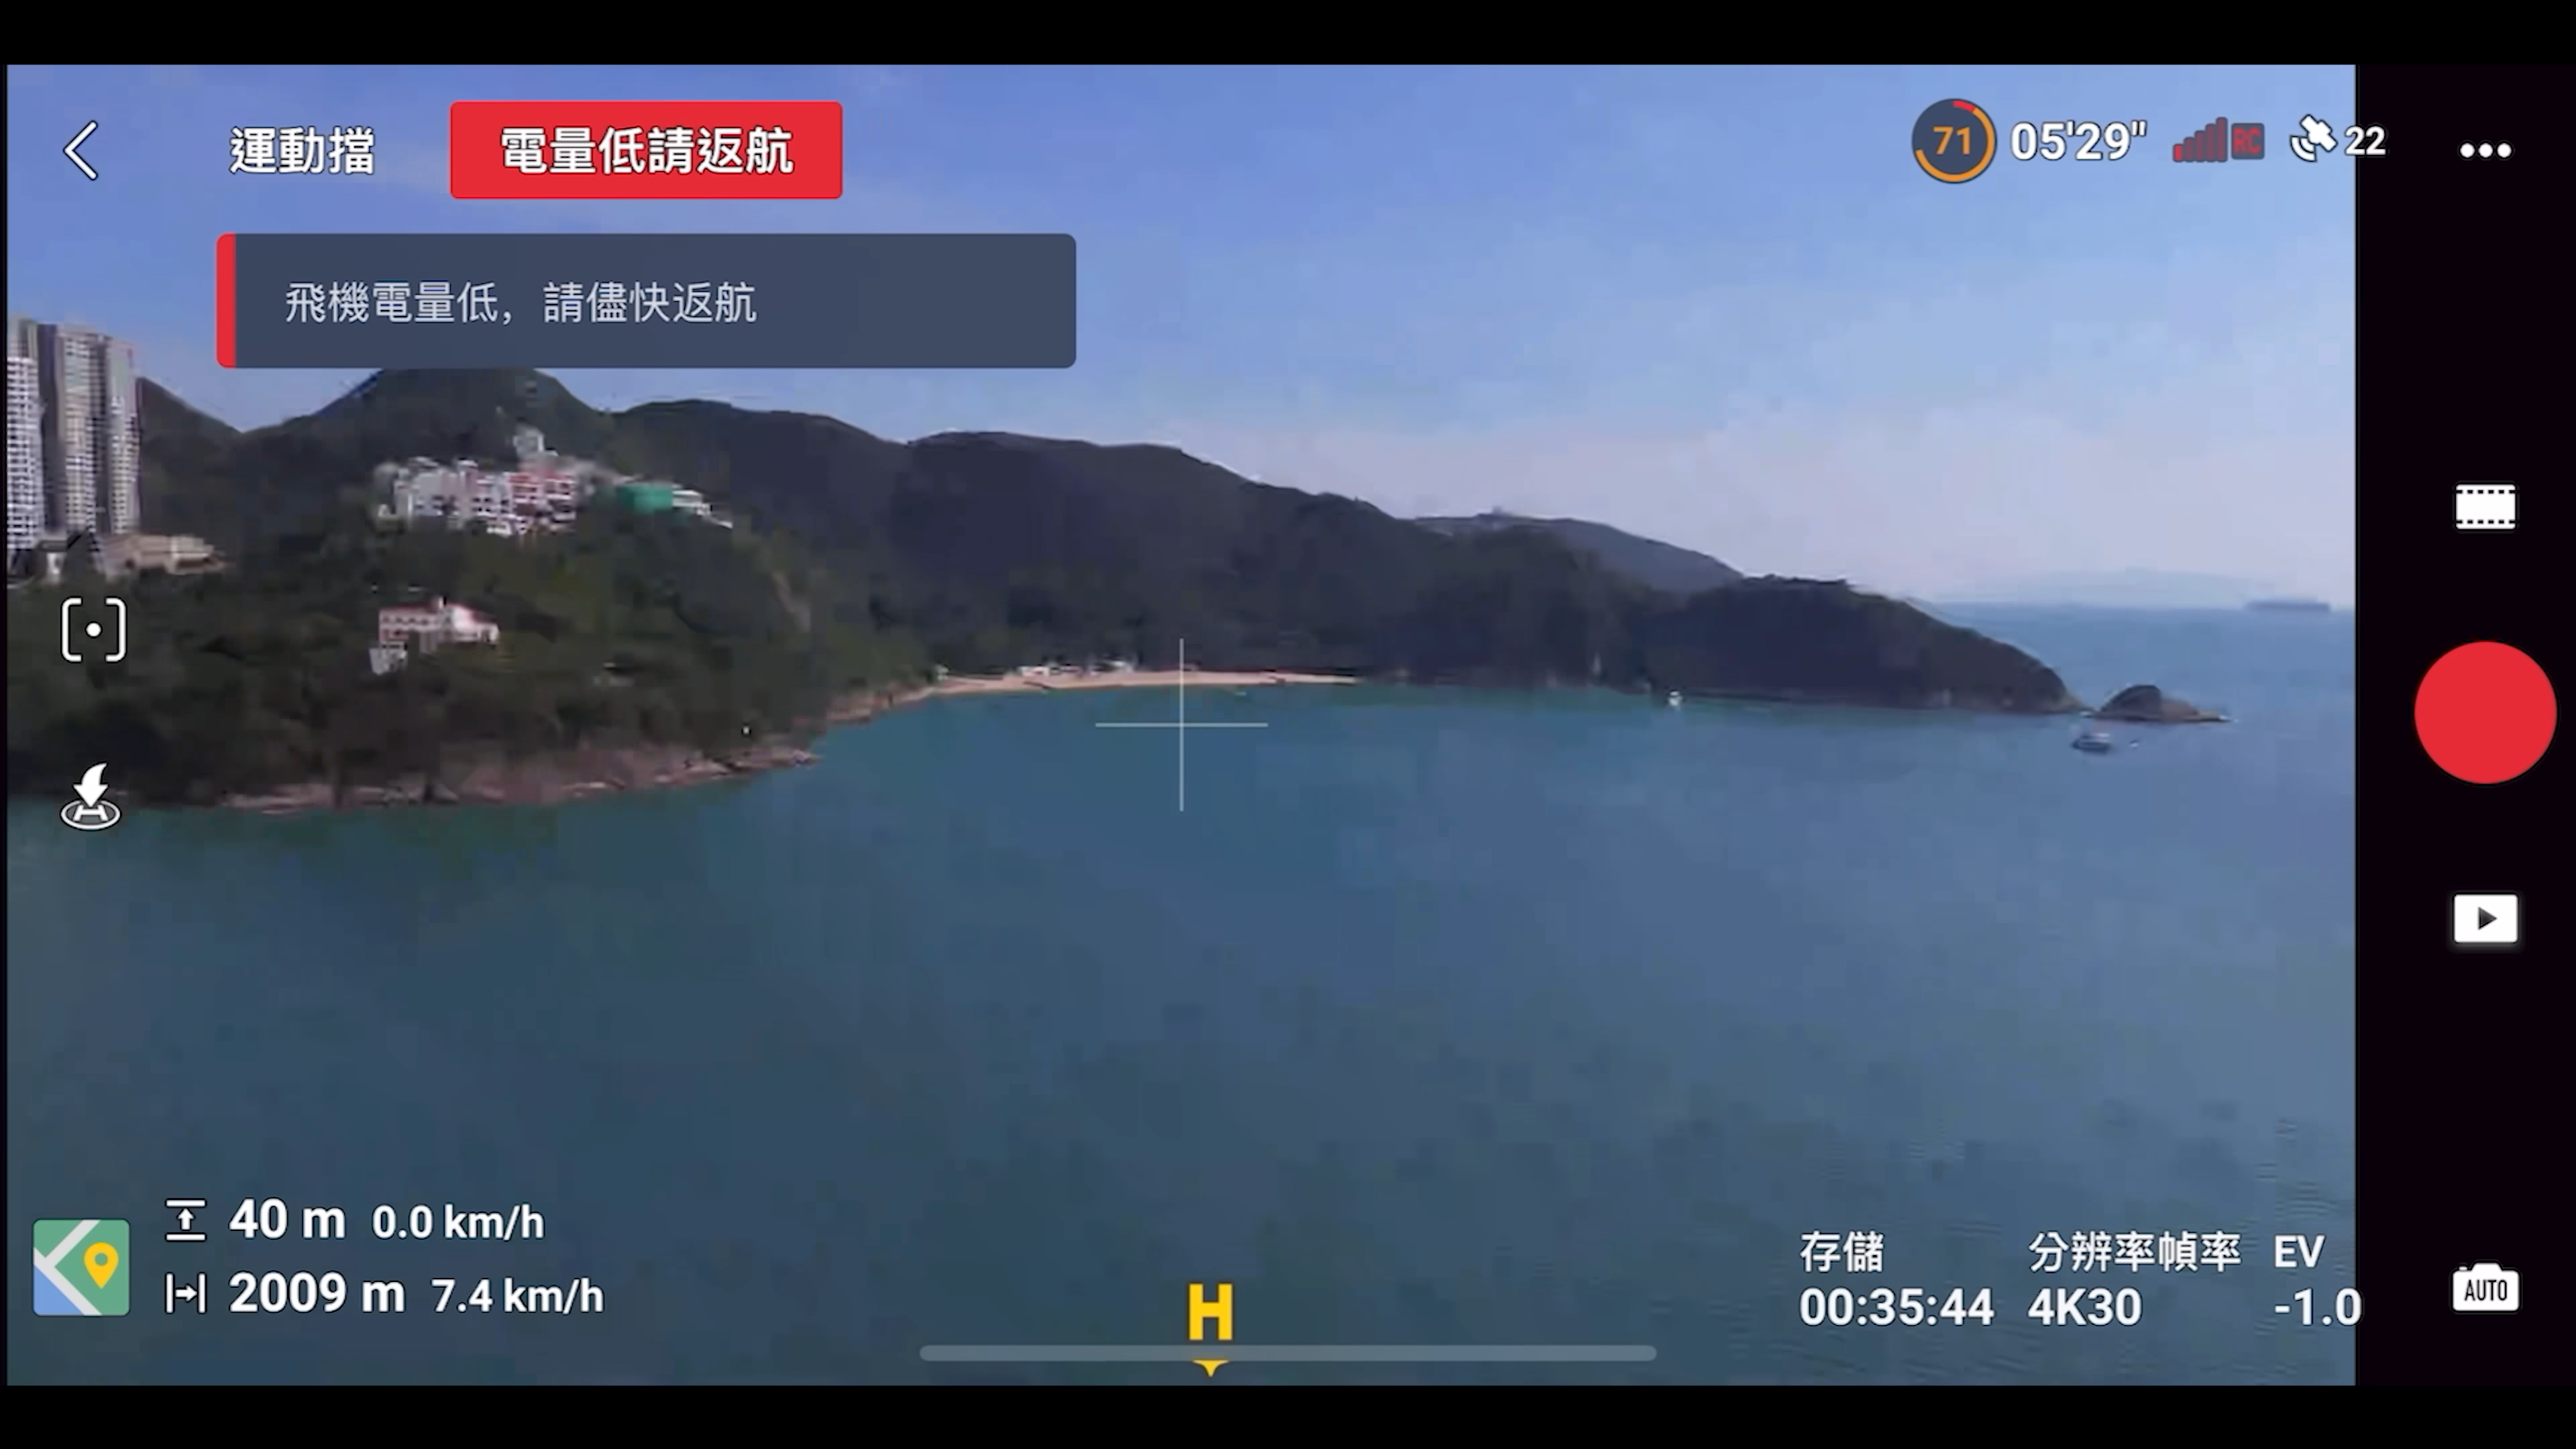 運動擋
電量低請返航
71 05'29" RC 22
飛機電量低，請儘快返航
40 m 0.0 km/h
2009 m 7.4 km/h
H
存儲 分辨率幀率 EV
00:35:44 4K30 -1.0
AUTO